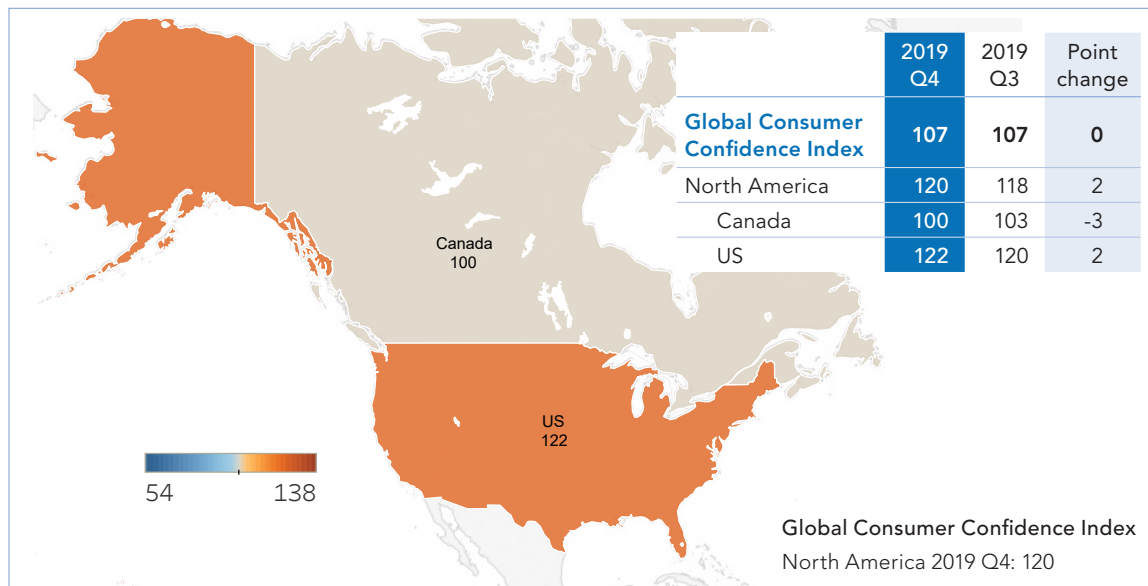 2019 Q4 2019 Q3 Point change
Global Consumer Confidence Index 107 107 0
North America 120 118 2
Canada 100 103 -3
US 122 120 2
Canada
100
US
122
54 138
Global Consumer Confidence Index
North America 2019 Q4: 120